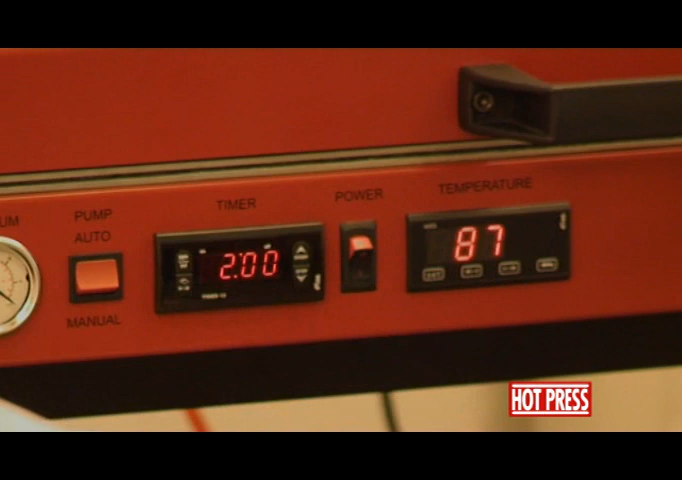 UM
PUMP
AUTO
MANUAL
TIMER
2:00
POWER
TEMPERATURE
87
HOT PRESS